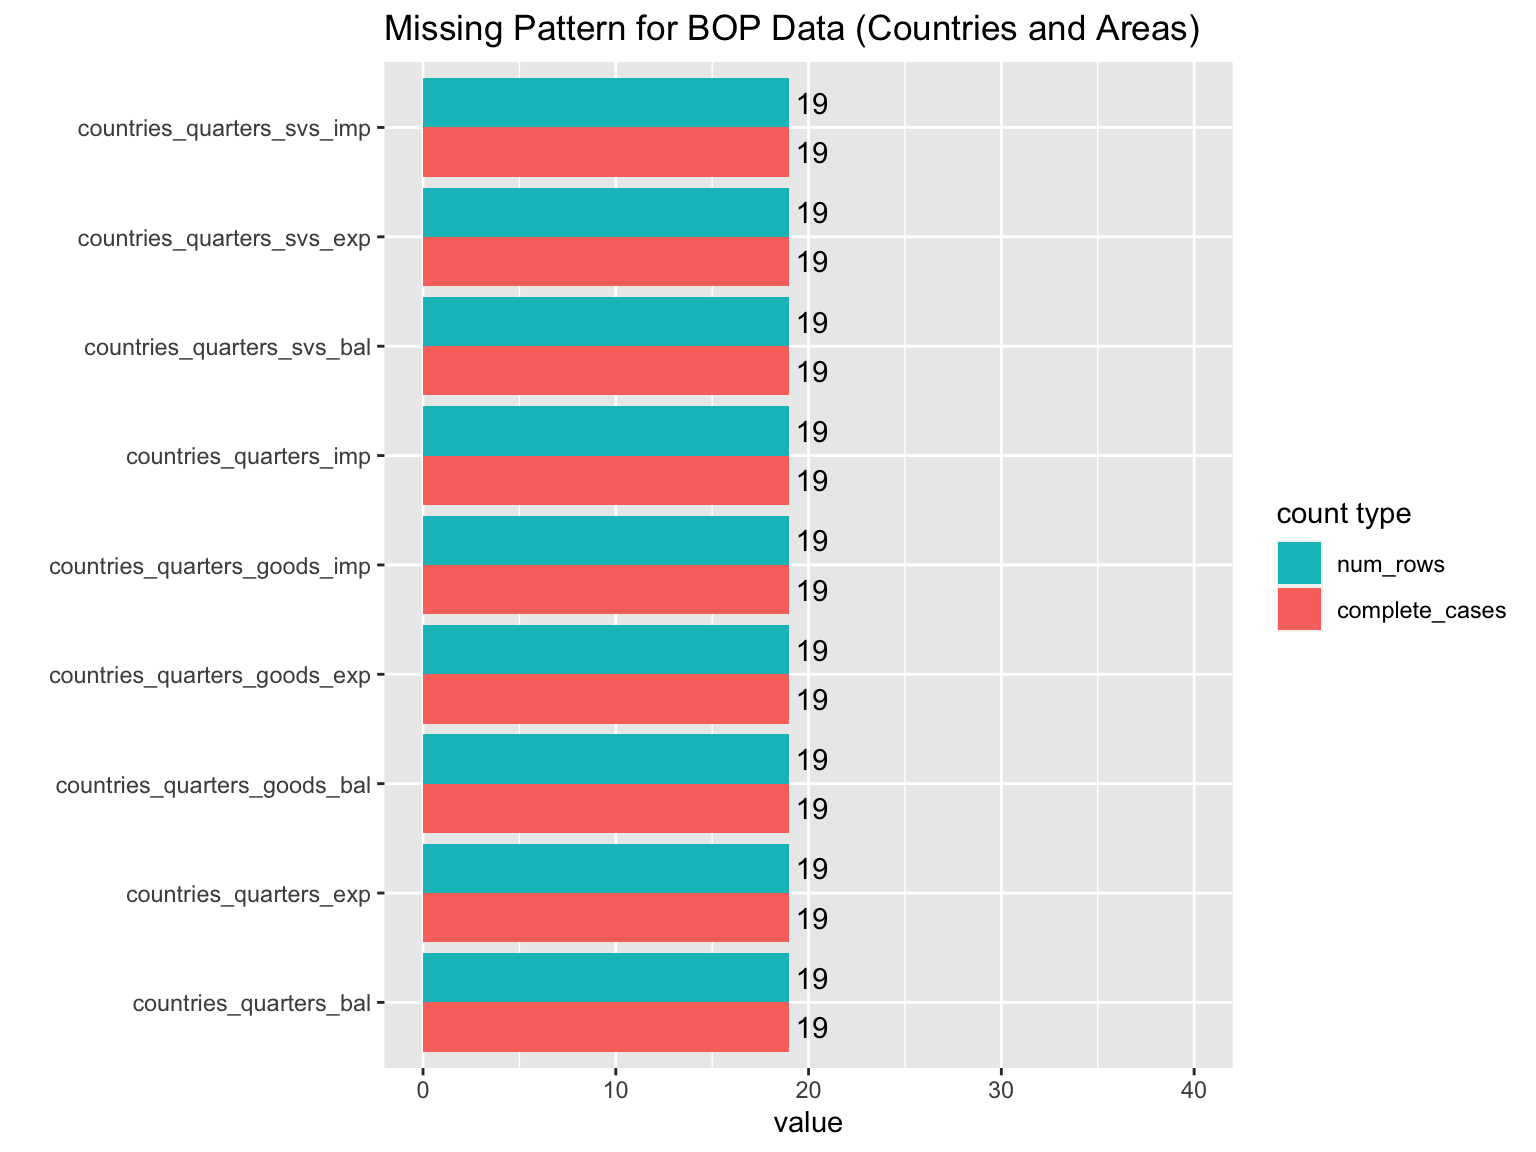 Missing Pattern for BOP Data (Countries and Areas)
countries_quarters_svs_imp
19
19
countries_quarters_svs_exp
19
19
countries_quarters_svs_bal
19
19
countries_quarters_imp
19
19
countries_quarters_goods_imp
19
19
countries_quarters_goods_exp
19
19
countries_quarters_goods_bal
19
19
countries_quarters_exp
19
19
countries_quarters_bal
19
19
0 10 20 30 40
value
count type
num_rows
complete_cases